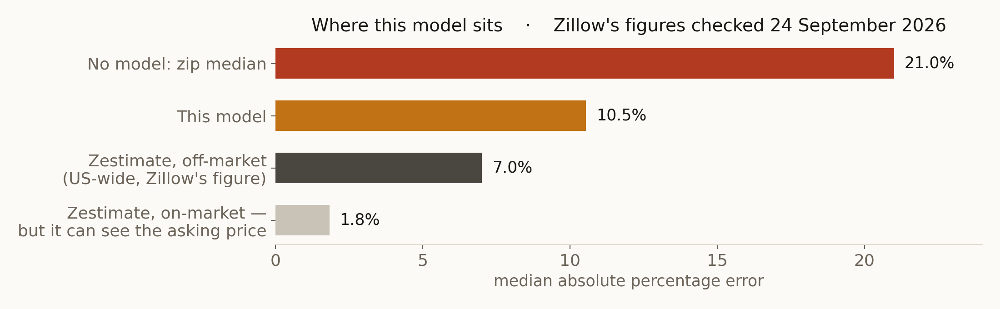 Where this model sits · Zillow's figures checked 24 September 2026
No model: zip median
21.0%
This model
10.5%
Zestimate, off-market
(US-wide, Zillow's figure)
7.0%
Zestimate, on-market —
but it can see the asking price
1.8%
0 5 10 15 20
median absolute percentage error